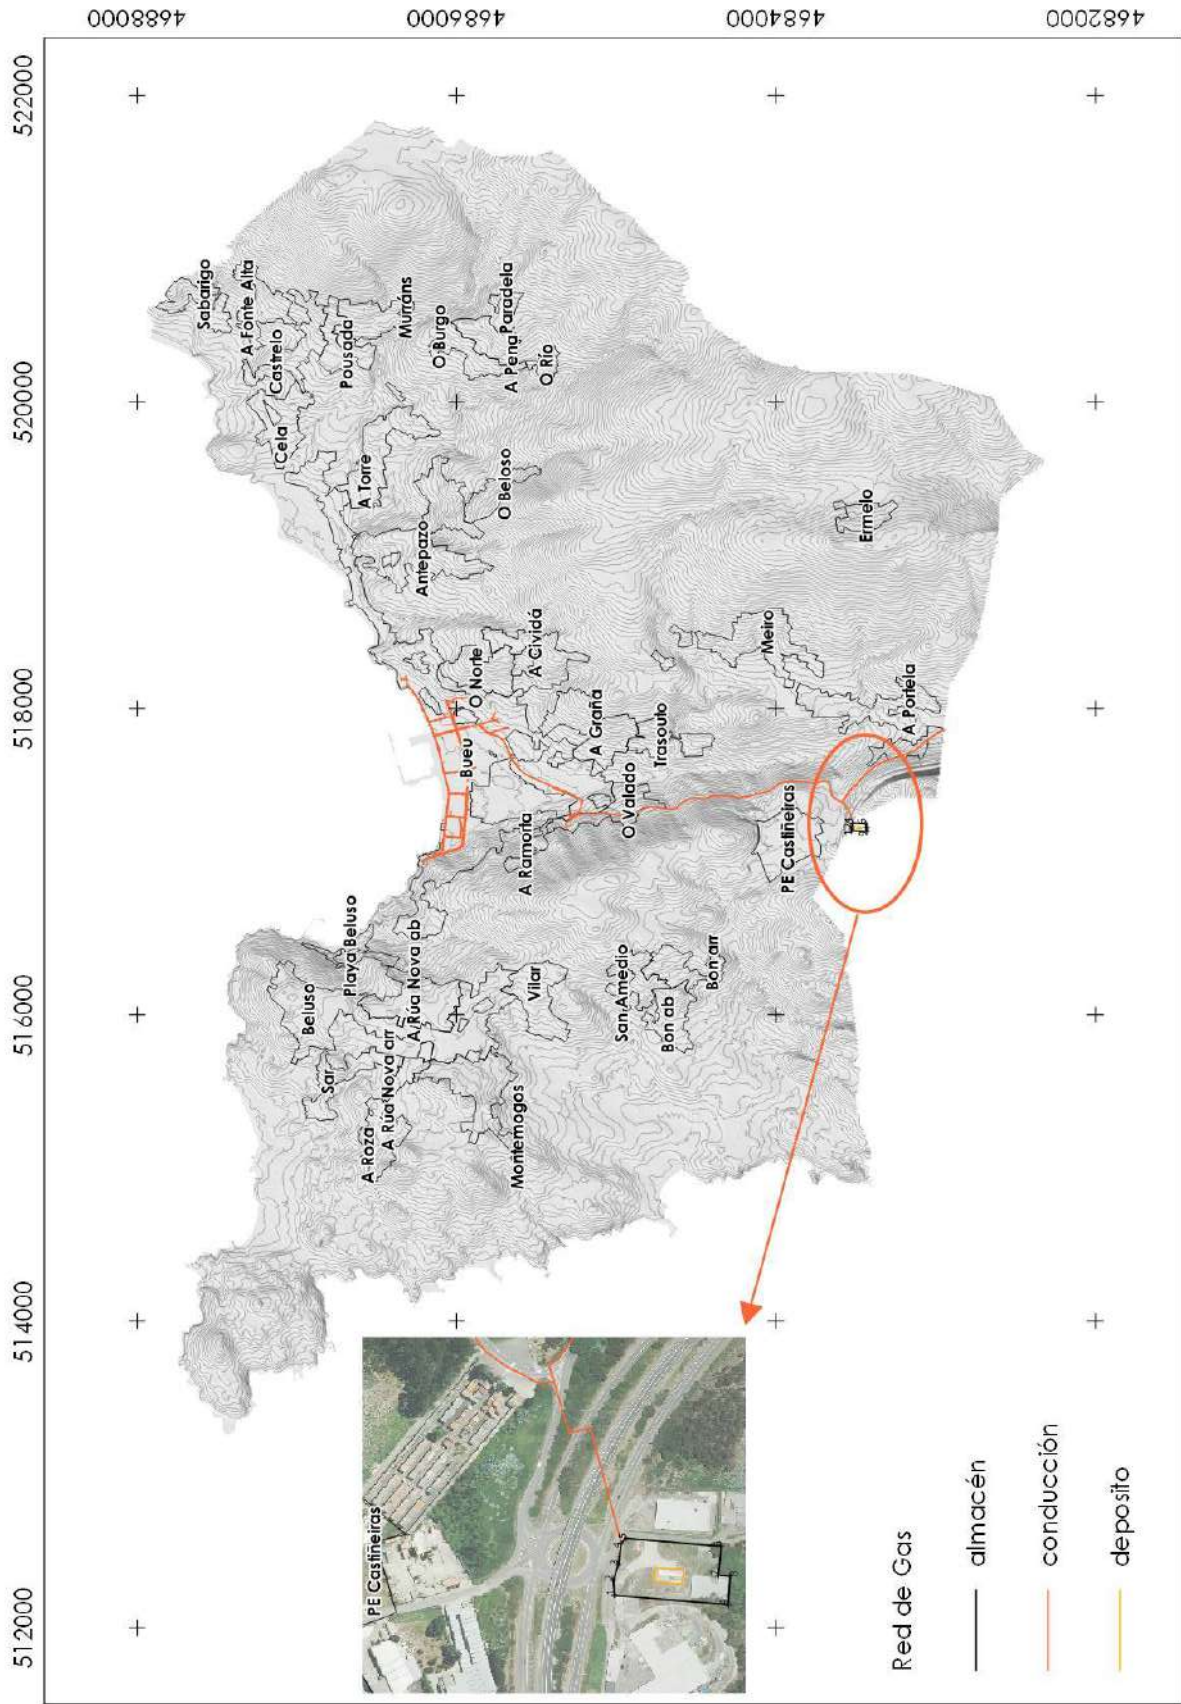 512000
514000
516000
518000
520000
522000
4688000
4686000
4684000
4682000
Sabarigo
A Fonte Alta
Castrelo
Cela
Pousada
Murráns
O Burgo
A Pena
Paradela
O Río
A Torre
O Beloso
Antepazo
Ermelo
O Norte
A Cividá
Meiro
A Portela
Bueu
A Graña
Trasouto
O Valado
A Ramorta
PE Castiñeiras
Playa Beluso
Beluso
A Rúa Nova ab
Sar
A Rúa Nova arr
A Roza
Montemogos
Vilar
San Amedio
Bon ab
Bon arr
PE Castiñeiras
Red de Gas
almacén
conducción
deposito